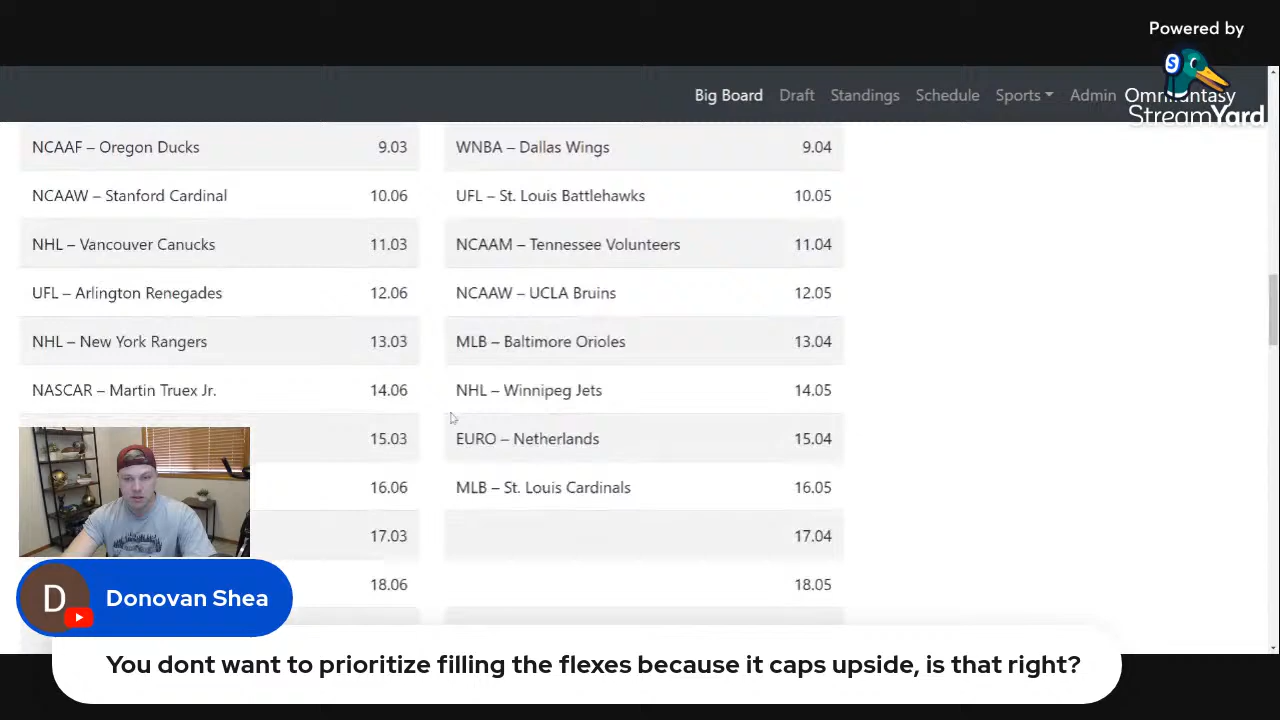 Powered by
StreamYard
Big Board Draft Standings Schedule Sports Admin Omnifantasy
NCAAF – Oregon Ducks 9.03 WNBA – Dallas Wings 9.04
NCAAW – Stanford Cardinal 10.06 UFL – St. Louis Battlehawks 10.05
NHL – Vancouver Canucks 11.03 NCAAM – Tennessee Volunteers 11.04
UFL – Arlington Renegades 12.06 NCAAW – UCLA Bruins 12.05
NHL – New York Rangers 13.03 MLB – Baltimore Orioles 13.04
NASCAR – Martin Truex Jr. 14.06 NHL – Winnipeg Jets 14.05
15.03 EURO – Netherlands 15.04
16.06 MLB – St. Louis Cardinals 16.05
17.03 17.04
18.06 18.05
D Donovan Shea
You dont want to prioritize filling the flexes because it caps upside, is that right?